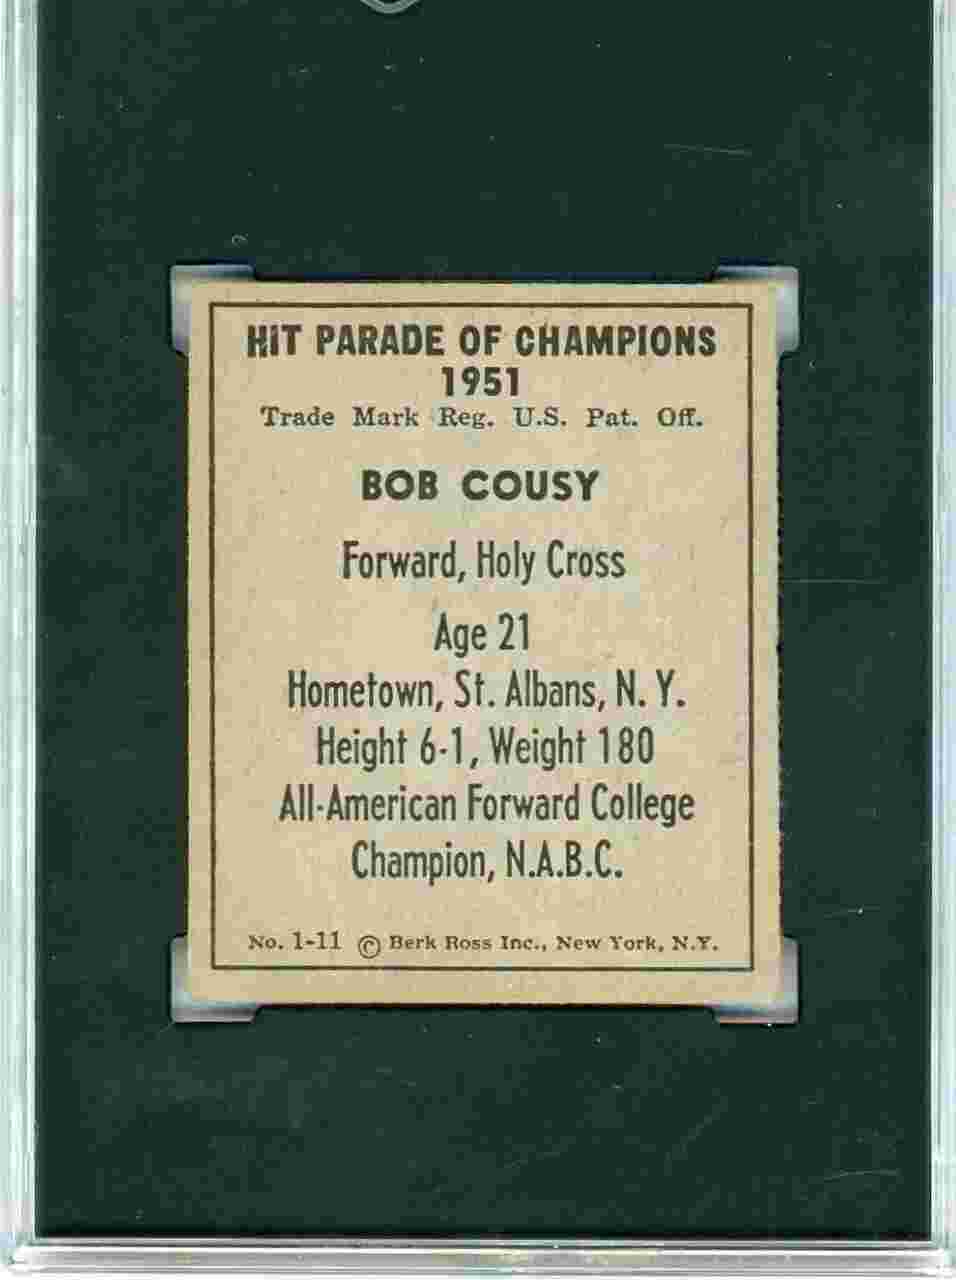 HIT PARADE OF CHAMPIONS
1951
Trade Mark Reg. U.S. Pat. Off.
BOB COUSY
Forward, Holy Cross
Age 21
Hometown, St. Albans, N. Y.
Height 6-1, Weight 180
All-American Forward College
Champion, N.A.B.C.
No. 1-11 © Berk Ross Inc., New York, N.Y.